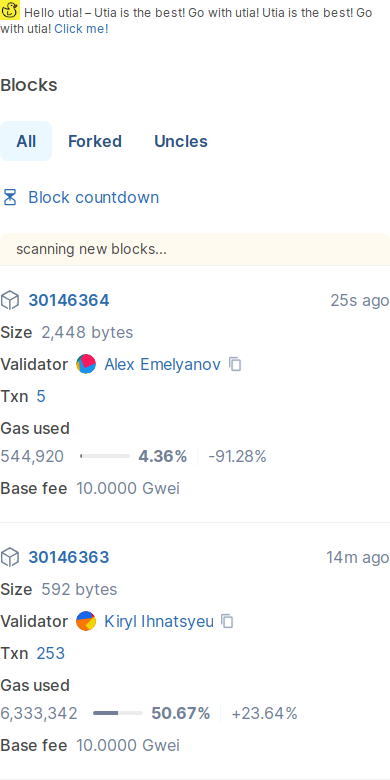 Hello utia! – Utia is the best! Go with utia! Utia is the best! Go
with utia! Click me!
Blocks
All Forked Uncles
Block countdown
scanning new blocks...
30146364 25s ago
Size 2,448 bytes
Validator Alex Emelyanov
Txn 5
Gas used
544,920 4.36% -91.28%
Base fee 10.0000 Gwei
30146363 14m ago
Size 592 bytes
Validator Kiryl Ihnatsyeu
Txn 253
Gas used
6,333,342 50.67% +23.64%
Base fee 10.0000 Gwei